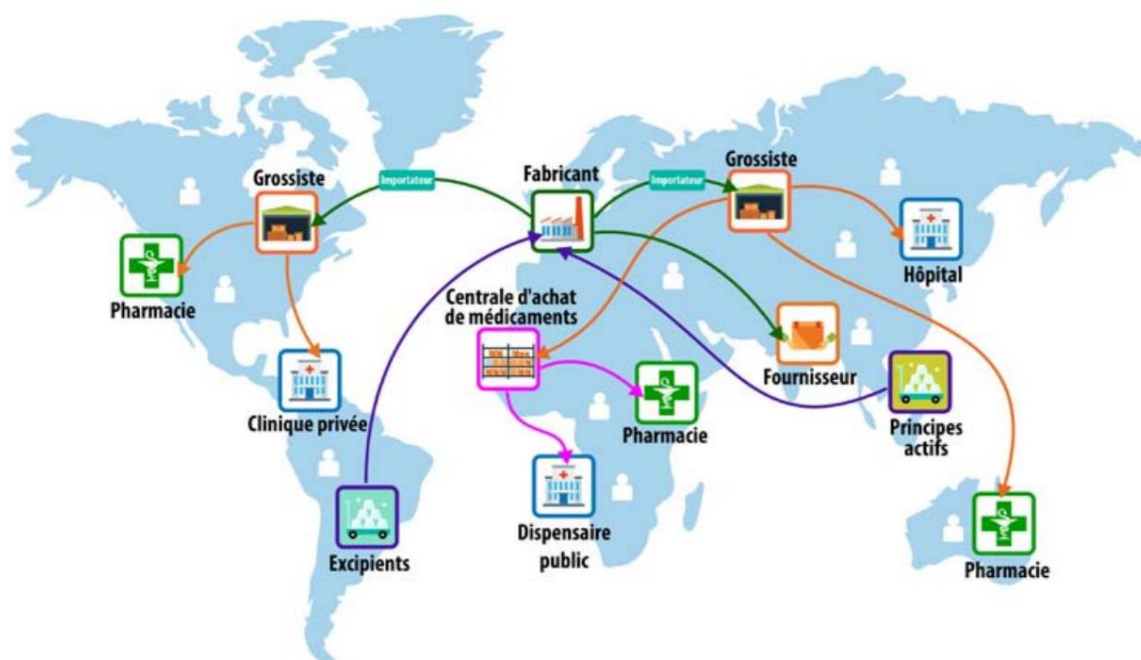 Grossiste
Importateur
Fabricant
Importateur
Grossiste
Pharmacie
Hôpital
Centrale d'achat
de médicaments
Fournisseur
Clinique privée
Pharmacie
Principes
actifs
Excipients
Dispensaire
public
Pharmacie